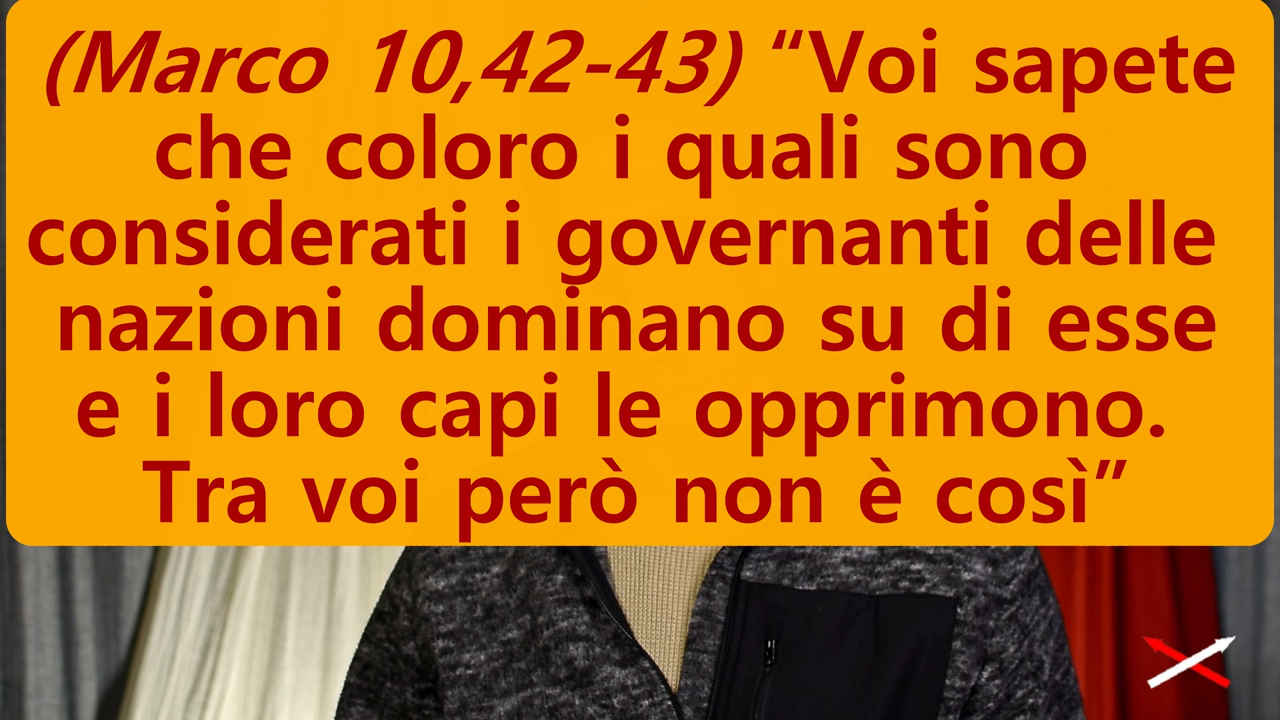 (Marco 10,42-43) “Voi sapete
che coloro i quali sono
considerati i governanti delle
nazioni dominano su di esse
e i loro capi le opprimono.
Tra voi però non è così”